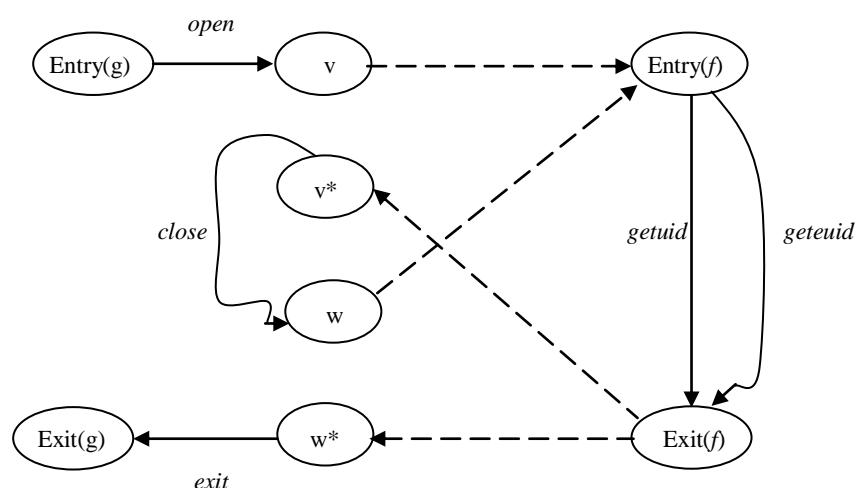 open
Entry(g)
v
Entry(f)
v*
close
getuid
geteuid
w
Exit(g)
w*
Exit(f)
exit